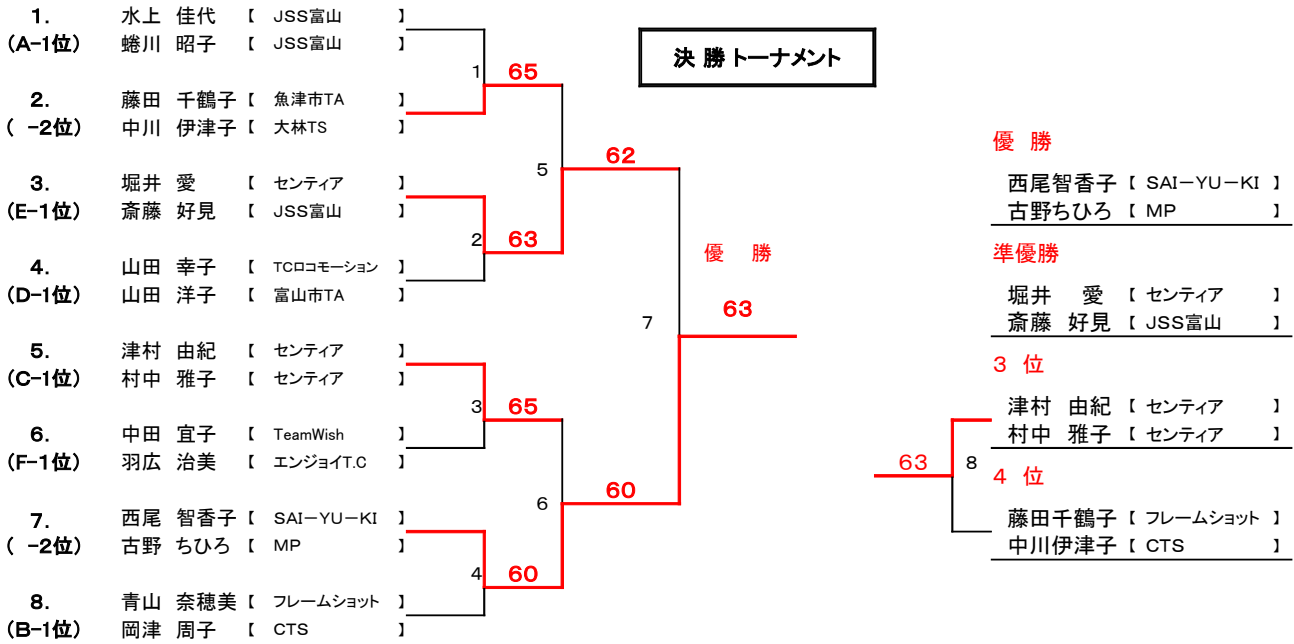 決 勝 トーナメント
1. 水上 佳代 【 JSS富山 】
(A-1位) 蜷川 昭子 【 JSS富山 】
1 65
2. 藤田 千鶴子 【 魚津市TA 】
( -2位) 中川 伊津子 【 大林TS 】
5 62
3. 堀井 愛 【 センティア 】
(E-1位) 斎藤 好見 【 JSS富山 】
2 63
4. 山田 幸子 【 TCロコモーション 】
(D-1位) 山田 洋子 【 富山市TA 】
優 勝
7 63
5. 津村 由紀 【 センティア 】
(C-1位) 村中 雅子 【 センティア 】
3 65
6. 中田 宜子 【 TeamWish 】
(F-1位) 羽広 治美 【 エンジョイT.C 】
6 60
7. 西尾 智香子 【 SAI-YU-KI 】
( -2位) 古野 ちひろ 【 MP 】
4 60
8. 青山 奈穂美 【 フレームショット 】
(B-1位) 岡津 周子 【 CTS 】
優 勝
西尾智香子 【 SAI-YU-KI 】
古野ちひろ 【 MP 】
準優勝
堀井 愛 【 センティア 】
斎藤 好見 【 JSS富山 】
3 位
津村 由紀 【 センティア 】
村中 雅子 【 センティア 】
63 8
4 位
藤田千鶴子 【 フレームショット 】
中川伊津子 【 CTS 】